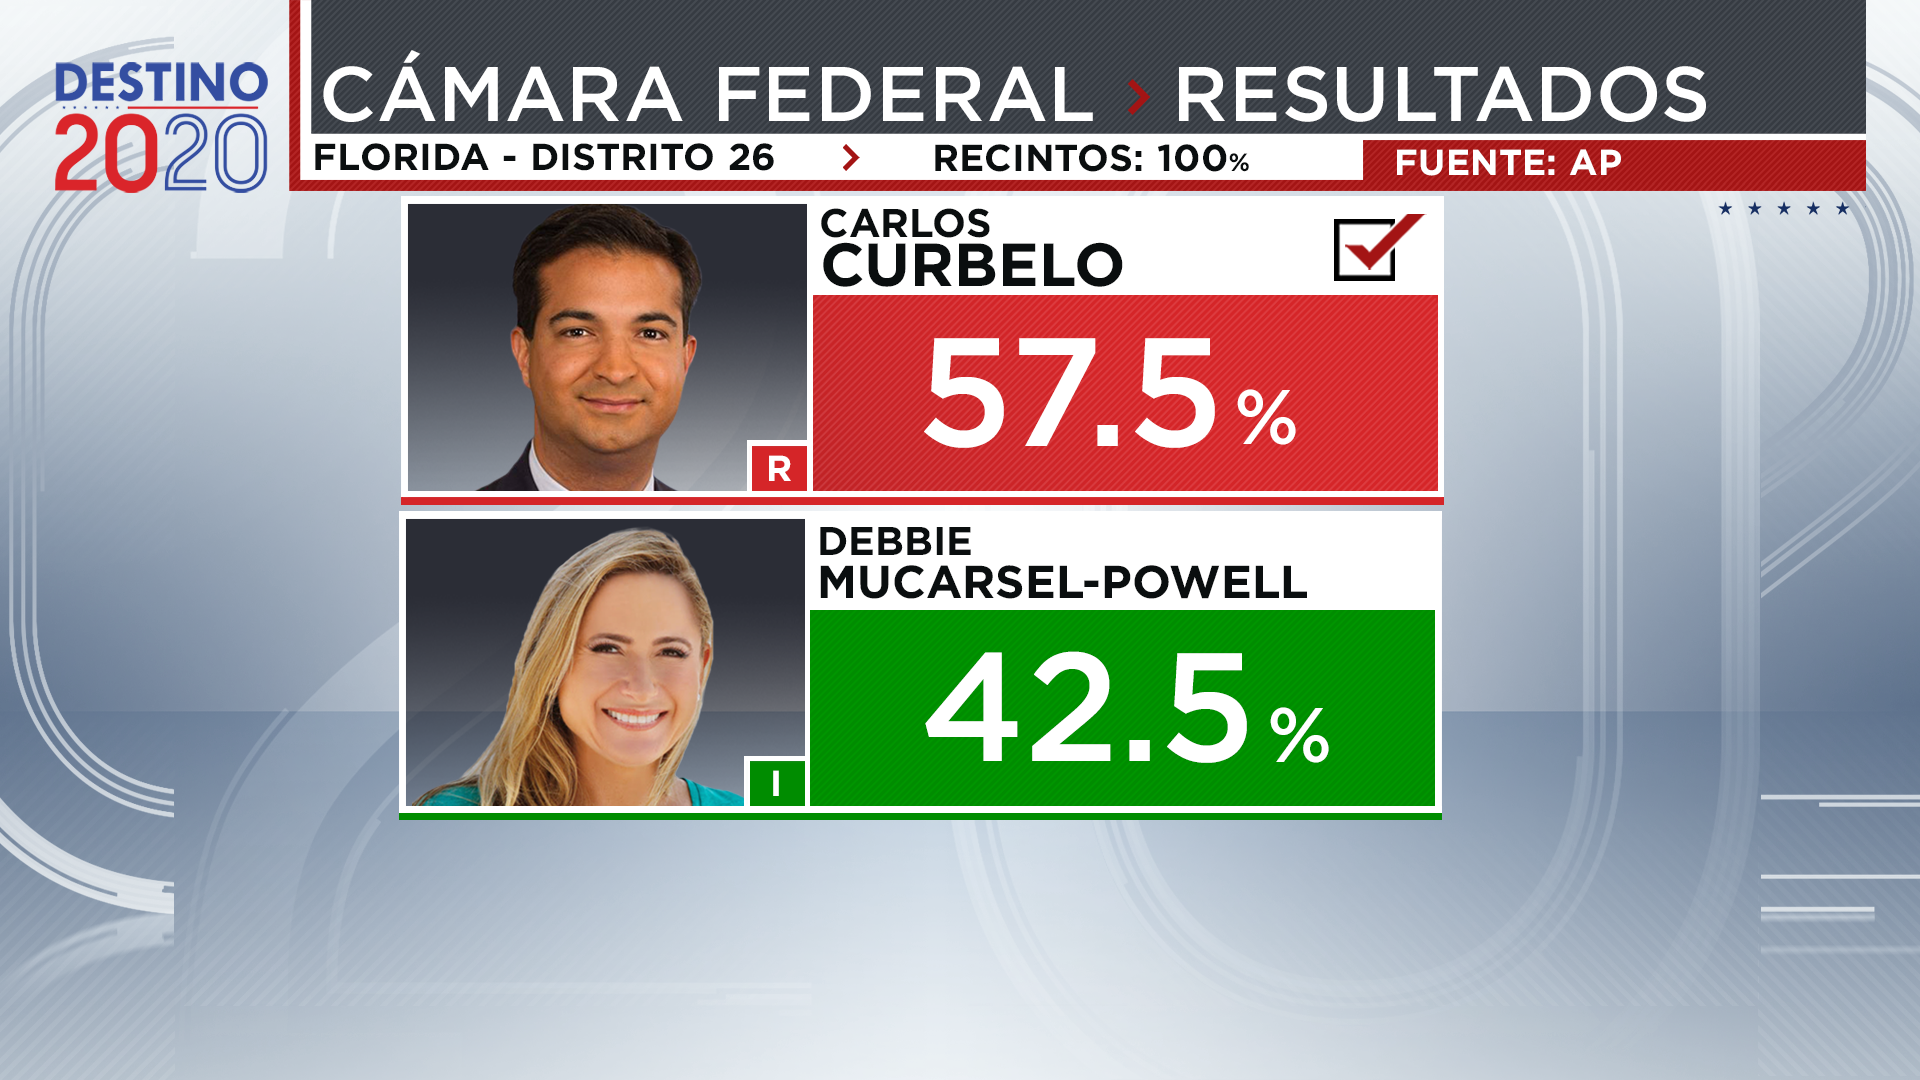 DESTINO
2020
CÁMARA FEDERAL > RESULTADOS
FLORIDA - DISTRITO 26 > RECINTOS: 100%
FUENTE: AP
CARLOS
CURBELO
57.5%
R
DEBBIE
MUCARSEL-POWELL
42.5%
I